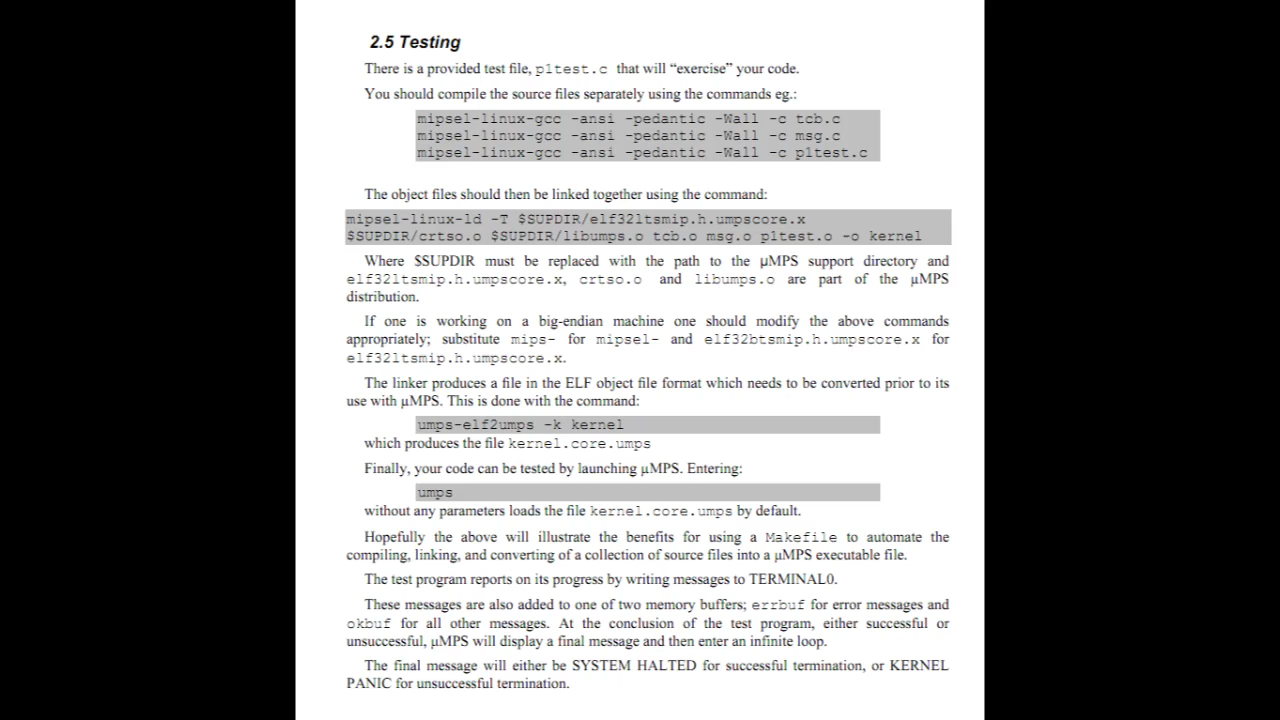 2.5 Testing
There is a provided test file, p1test.c that will “exercise” your code.
You should compile the source files separately using the commands eg.:
mipsel-linux-gcc -ansi -pedantic -Wall -c tcb.c
mipsel-linux-gcc -ansi -pedantic -Wall -c msg.c
mipsel-linux-gcc -ansi -pedantic -Wall -c p1test.c
The object files should then be linked together using the command:
mipsel-linux-ld -T $SUPDIR/elf32ltsmip.h.umpscore.x
$SUPDIR/crtso.o $SUPDIR/libumps.o tcb.o msg.o p1test.o -o kernel
Where $SUPDIR must be replaced with the path to the µMPS support directory and
elf32ltsmip.h.umpscore.x, crtso.o and libumps.o are part of the µMPS
distribution.
If one is working on a big-endian machine one should modify the above commands
appropriately; substitute mips- for mipsel- and elf32btsmip.h.umpscore.x for
elf32ltsmip.h.umpscore.x.
The linker produces a file in the ELF object file format which needs to be converted prior to its
use with µMPS. This is done with the command:
umps-elf2umps -k kernel
which produces the file kernel.core.umps
Finally, your code can be tested by launching µMPS. Entering:
umps
without any parameters loads the file kernel.core.umps by default.
Hopefully the above will illustrate the benefits for using a Makefile to automate the
compiling, linking, and converting of a collection of source files into a µMPS executable file.
The test program reports on its progress by writing messages to TERMINAL0.
These messages are also added to one of two memory buffers; errbuf for error messages and
okbuf for all other messages. At the conclusion of the test program, either successful or
unsuccessful, µMPS will display a final message and then enter an infinite loop.
The final message will either be SYSTEM HALTED for successful termination, or KERNEL
PANIC for unsuccessful termination.